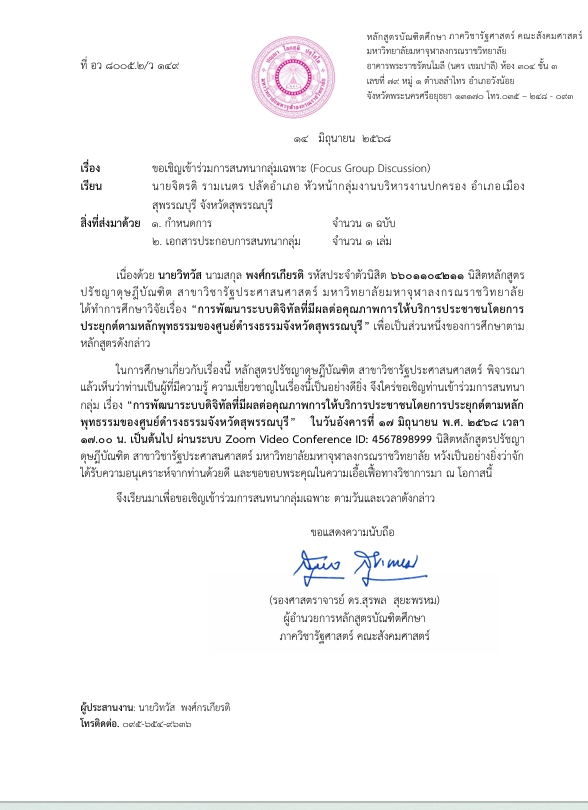 หลักสูตรบัณฑิตศึกษา ภาควิชารัฐศาสตร์ คณะสังคมศาสตร์
มหาวิทยาลัยมหาจุฬาลงกรณราชวิทยาลัย
อาคารพระราชรัตนโมลี (นคร เขมปาลี) ห้อง ๓๐๔ ชั้น ๓
เลขที่ ๗๙ หมู่ ๑ ตำบลลำไทร อำเภอวังน้อย
จังหวัดพระนครศรีอยุธยา ๑๓๑๗๐ โทร.๐๓๕ – ๒๔๘ - ๐๙๓
ที่ อว ๘๐๐๕.๒/ว ๑๔๙
๑๔ มิถุนายน ๒๕๖๘
เรื่อง ขอเชิญเข้าร่วมการสนทนากลุ่มเฉพาะ (Focus Group Discussion)
เรียน นายจิตรดิ รามเนตร ปลัดอำเภอ หัวหน้ากลุ่มงานบริหารงานปกครอง อำเภอเมือง
สุพรรณบุรี จังหวัดสุพรรณบุรี
สิ่งที่ส่งมาด้วย ๑. กำหนดการ จำนวน ๑ ฉบับ
๒. เอกสารประกอบการสนทนากลุ่ม จำนวน ๑ เล่ม
เนื่องด้วย นายวิทวัส นามสกุล พงศ์กรเกียรติ รหัสประจำตัวนิสิต ๖๖๐๑๑๐๔๒๑๑ นิสิตหลักสูตร
ปรัชญาดุษฎีบัณฑิต สาขาวิชารัฐประศาสนศาสตร์ มหาวิทยาลัยมหาจุฬาลงกรณราชวิทยาลัย
ได้ทำการศึกษาวิจัยเรื่อง “การพัฒนาระบบดิจิทัลที่มีผลต่อคุณภาพการให้บริการประชาชนโดยการ
ประยุกต์ตามหลักพุทธรรมของศูนย์ดำรงธรรมจังหวัดสุพรรณบุรี” เพื่อเป็นส่วนหนึ่งของการศึกษาตาม
หลักสูตรดังกล่าว
ในการศึกษาเกี่ยวกับเรื่องนี้ หลักสูตรปรัชญาดุษฎีบัณฑิต สาขาวิชารัฐประศาสนศาสตร์ พิจารณา
แล้วเห็นว่าท่านเป็นผู้ที่มีความรู้ ความเชี่ยวชาญในเรื่องนี้เป็นอย่างดียิ่ง จึงใคร่ขอเชิญท่านเข้าร่วมการสนทนา
กลุ่ม เรื่อง “การพัฒนาระบบดิจิทัลที่มีผลต่อคุณภาพการให้บริการประชาชนโดยการประยุกต์ตามหลัก
พุทธรรมของศูนย์ดำรงธรรมจังหวัดสุพรรณบุรี” ในวันอังคารที่ ๑๗ มิถุนายน พ.ศ. ๒๕๖๘ เวลา
๑๗.๐๐ น. เป็นต้นไป ผ่านระบบ Zoom Video Conference ID: 4567898999 นิสิตหลักสูตรปรัชญา
ดุษฎีบัณฑิต สาขาวิชารัฐประศาสนศาสตร์ มหาวิทยาลัยมหาจุฬาลงกรณราชวิทยาลัย หวังเป็นอย่างยิ่งว่าจัก
ได้รับความอนุเคราะห์จากท่านด้วยดี และขอขอบพระคุณในความเอื้อเฟื้อทางวิชาการมา ณ โอกาสนี้
จึงเรียนมาเพื่อขอเชิญเข้าร่วมการสนทนากลุ่มเฉพาะ ตามวันและเวลาดังกล่าว
ขอแสดงความนับถือ
(รองศาสตราจารย์ ดร.สุรพล สุยะพรหม)
ผู้อำนวยการหลักสูตรบัณฑิตศึกษา
ภาควิชารัฐศาสตร์ คณะสังคมศาสตร์
ผู้ประสานงาน: นายวิทวัส พงศ์กรเกียรติ
โทรติดต่อ. ๐๙๕-๖๕๔-๙๖๓๖